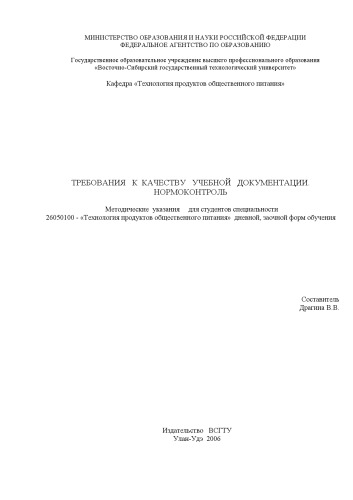 МИНИСТЕРСТВО ОБРАЗОВАНИЯ И НАУКИ РОССИЙСКОЙ ФЕДЕРАЦИИ
ФЕДЕРАЛЬНОЕ АГЕНТСТВО ПО ОБРАЗОВАНИЮ
Государственное образовательное учреждение высшего профессионального образования
«Восточно-Сибирский государственный технологический университет»
Кафедра «Технология продуктов общественного питания»
ТРЕБОВАНИЯ К КАЧЕСТВУ УЧЕБНОЙ ДОКУМЕНТАЦИИ.
НОРМОКОНТРОЛЬ
Методические указания для студентов специальности
26050100 - «Технология продуктов общественного питания» дневной, заочной форм обучения
Составитель
Драгина В.В.
Издательство ВСГТУ
Улан-Удэ 2006